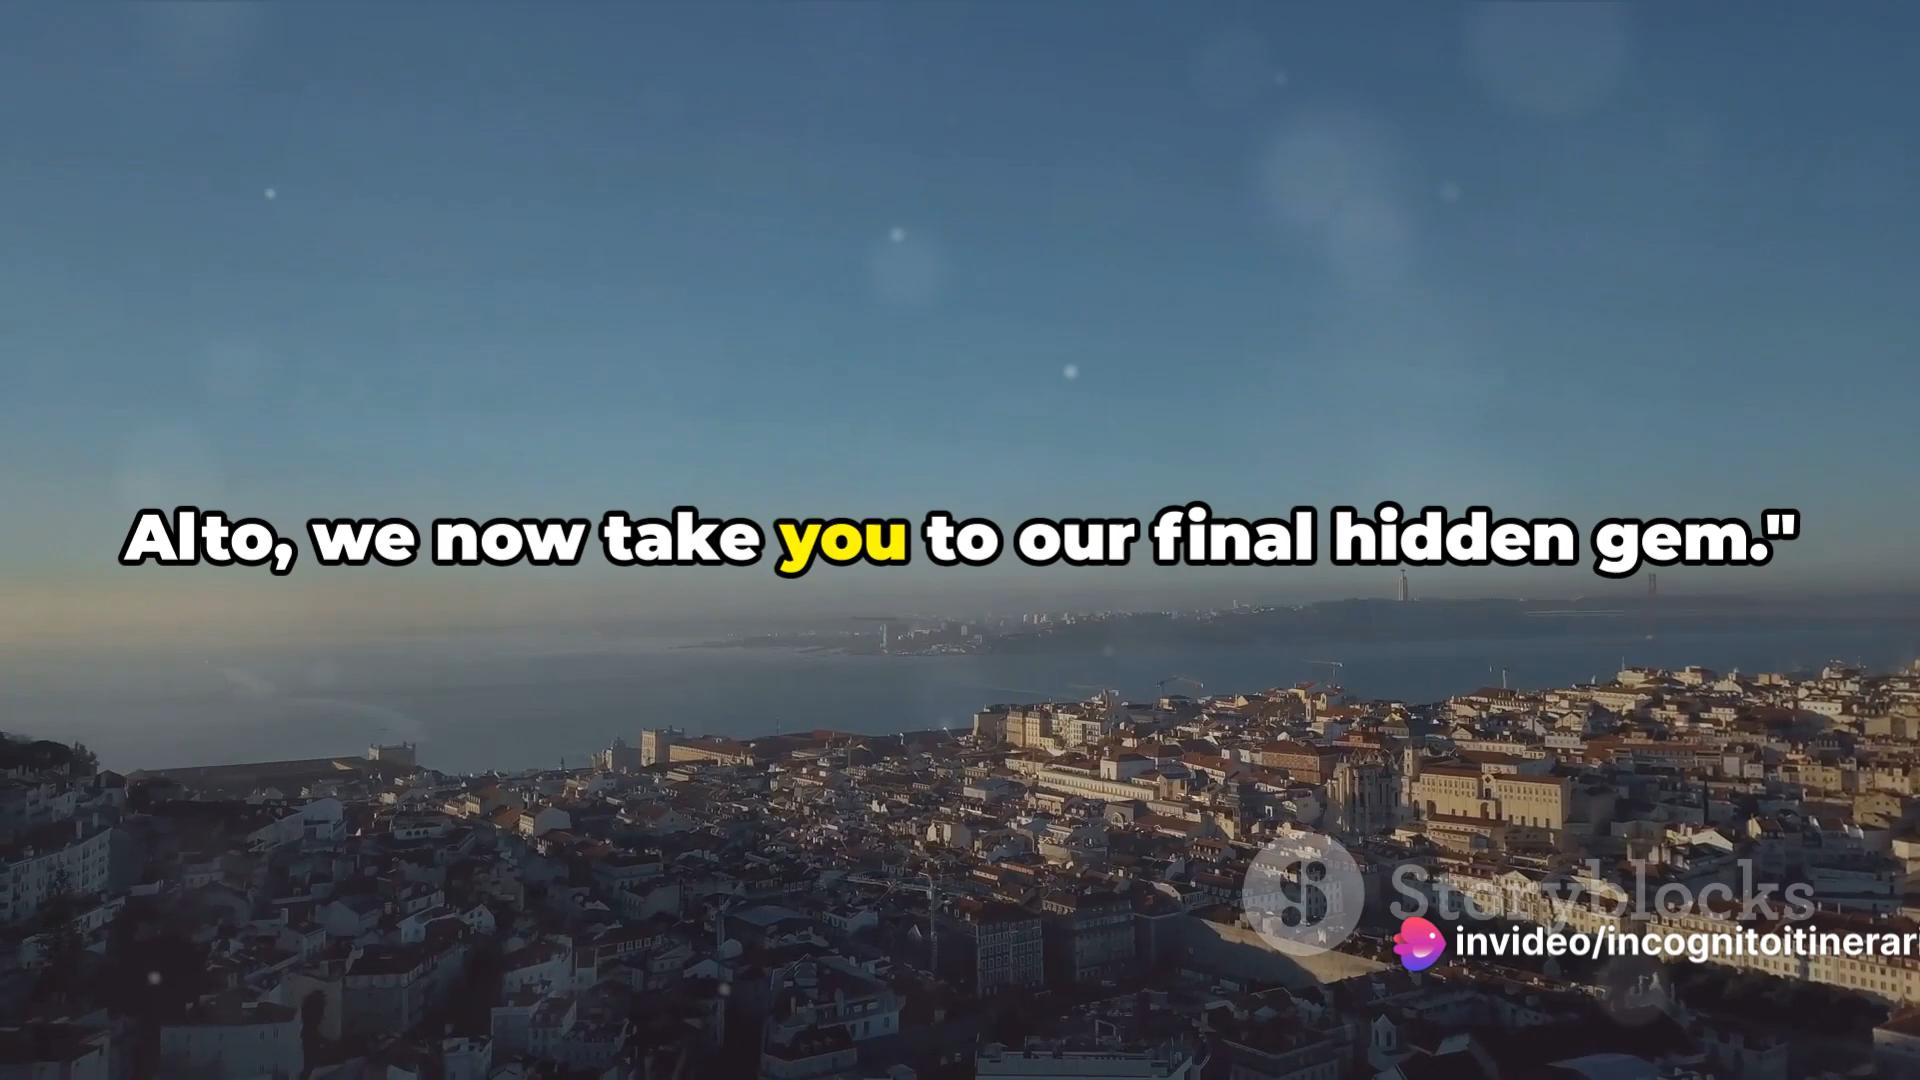 Alto, we now take you to our final hidden gem."
Storyblocks
invideo/incognitoitinerari